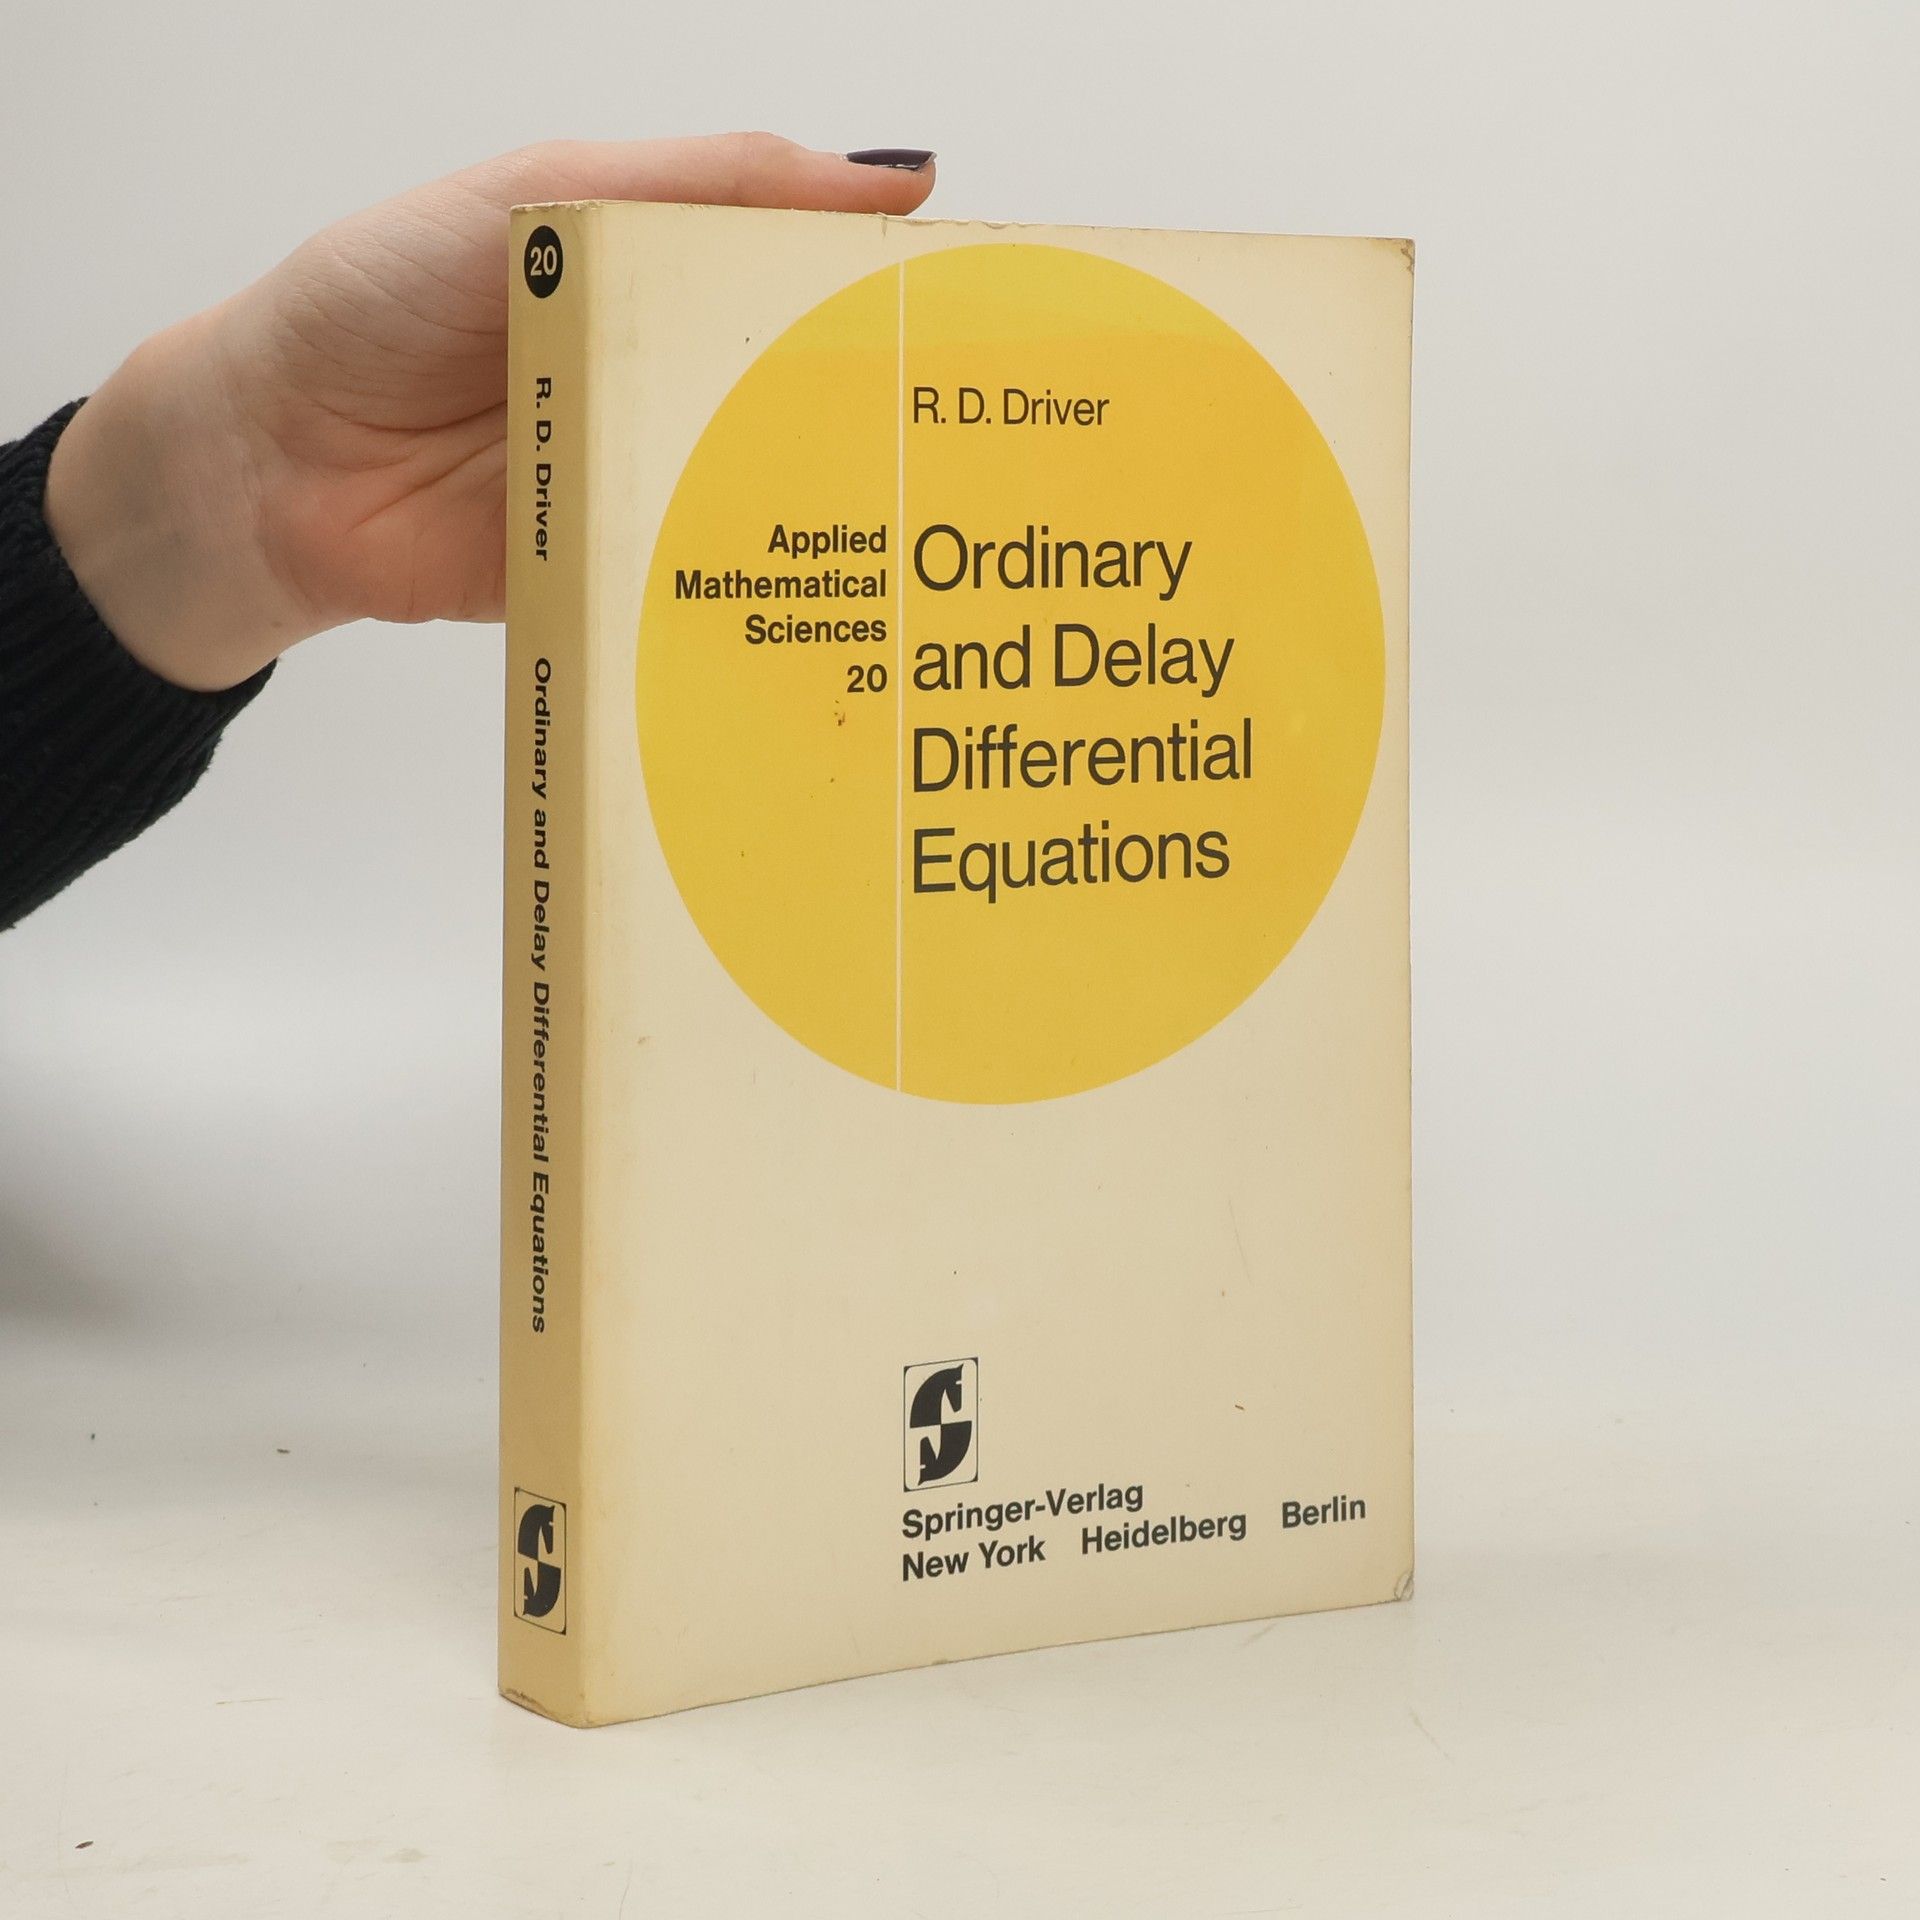 20
R. D. Driver
Ordinary and Delay Differential Equations
R. D. Driver
Applied
Mathematical
Sciences
20
Ordinary
and Delay
Differential
Equations
Springer-Verlag
New York Heidelberg Berlin